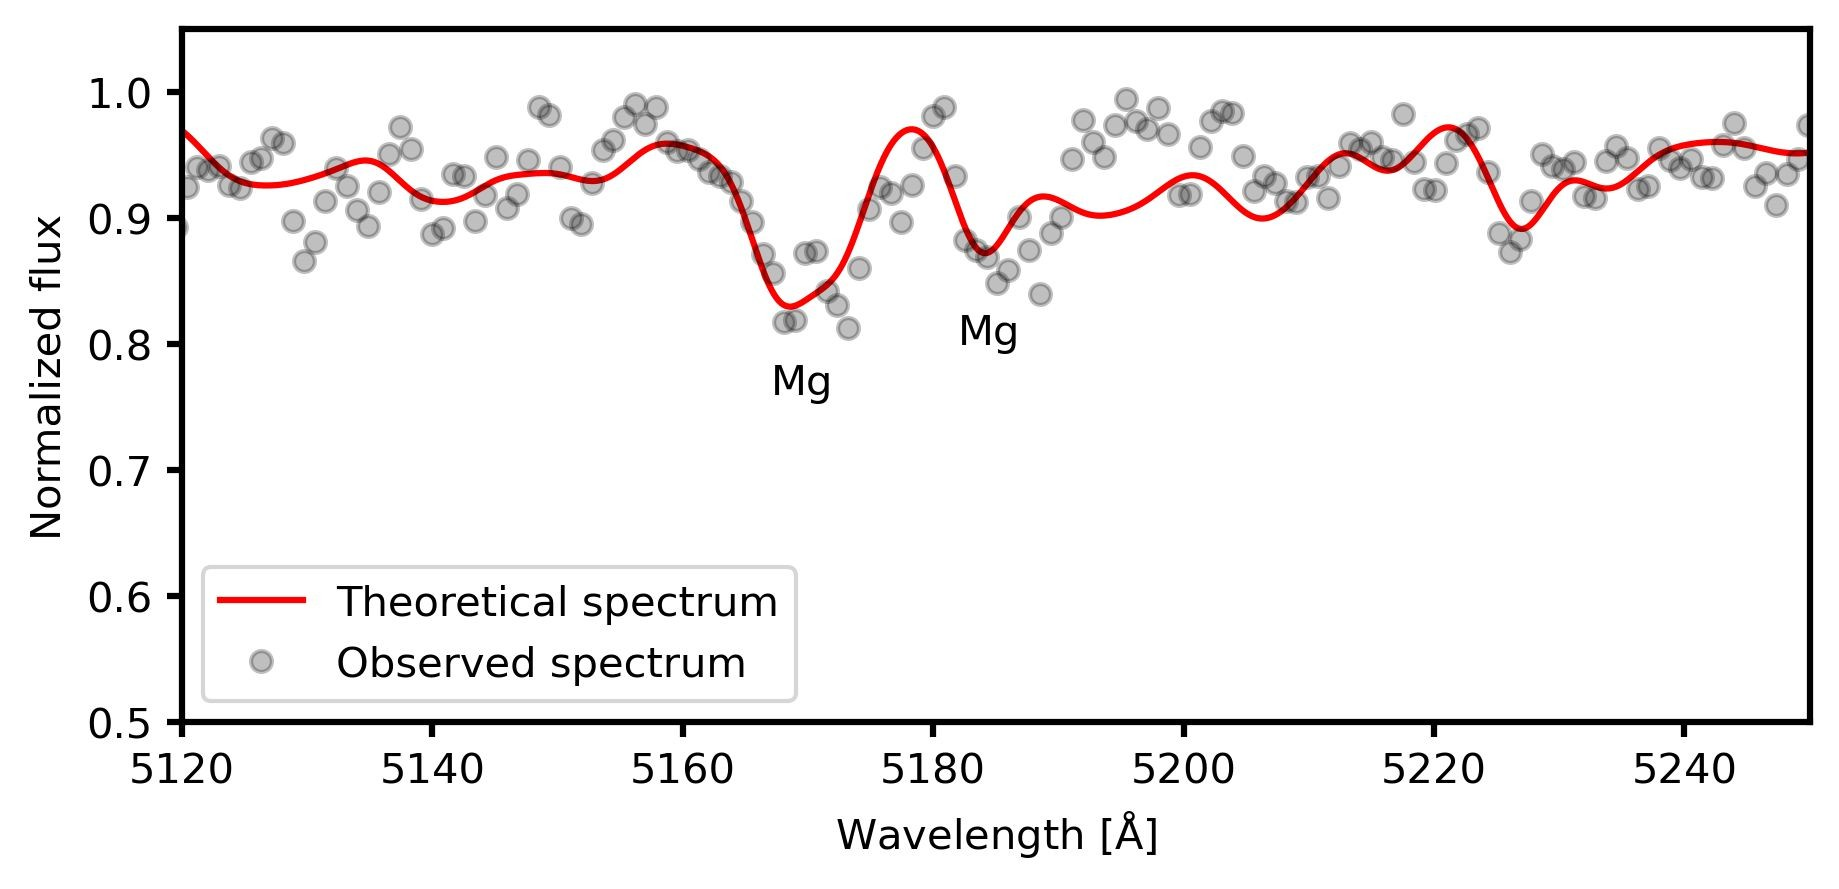 1.0
0.9
0.8
0.7
0.6
0.5
Normalized flux
Mg
Mg
Theoretical spectrum
Observed spectrum
5120 5140 5160 5180 5200 5220 5240
Wavelength [Å]